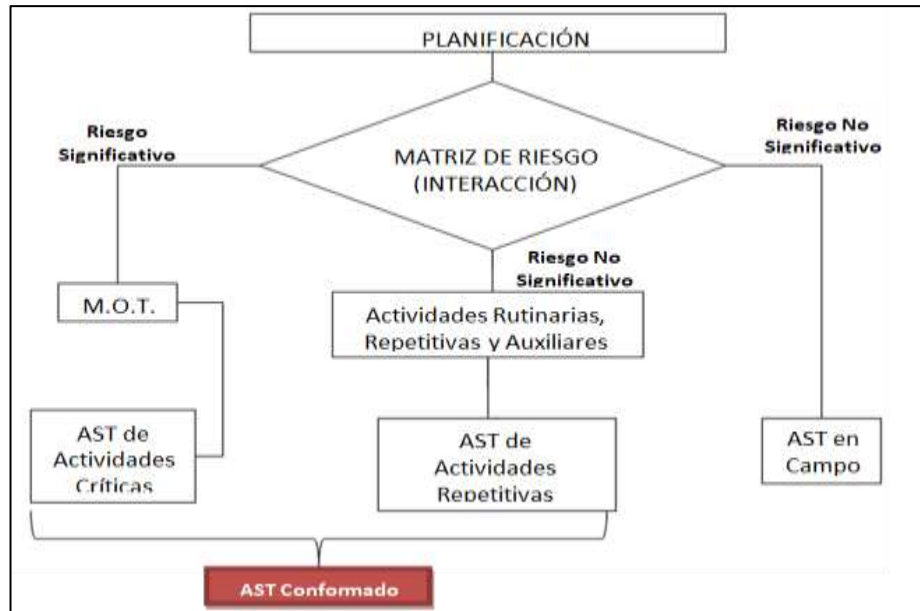 PLANIFICACIÓN
Riesgo
Significativo
MATRIZ DE RIESGO
(INTERACCIÓN)
Riesgo No
Significativo
Riesgo No
Significativo
M.O.T.
Actividades Rutinarias,
Repetitivas y Auxiliares
AST de
Actividades
Críticas
AST de
Actividades
Repetitivas
AST en
Campo
AST Conformado